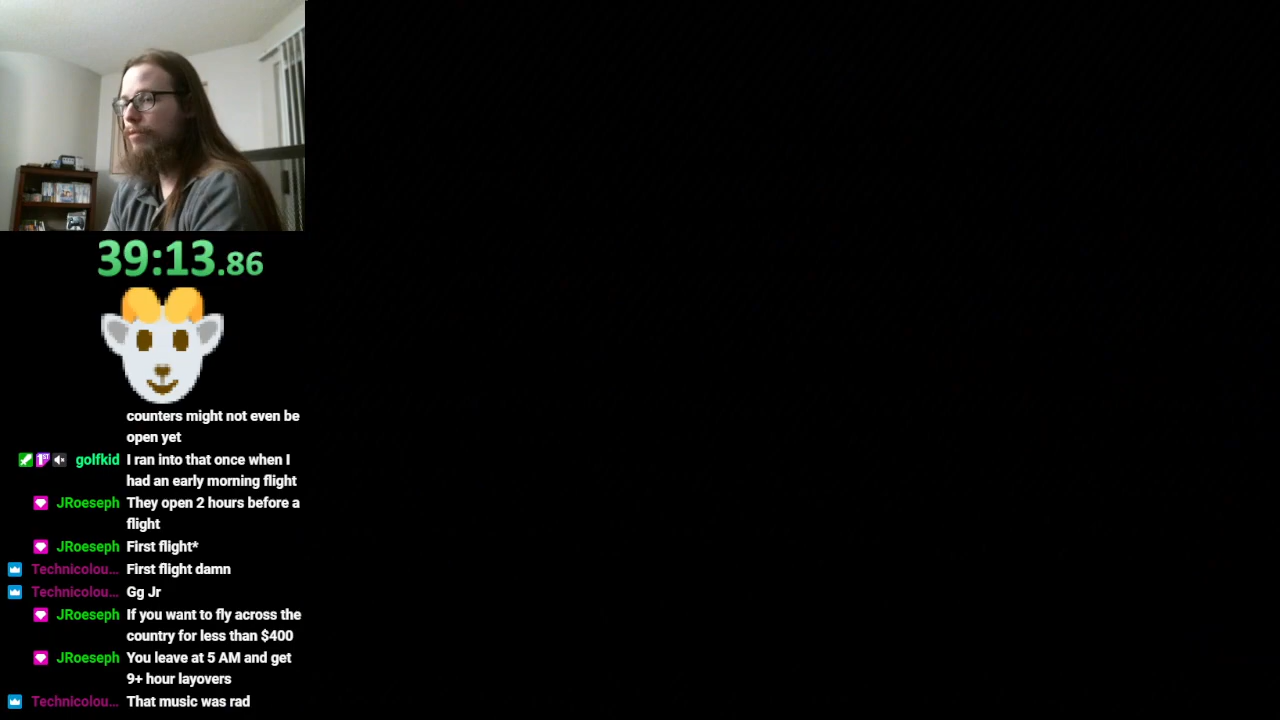 39:13.86
counters might not even be
open yet
golfkid I ran into that once when I
had an early morning flight
JRoeseph They open 2 hours before a
flight
JRoeseph First flight*
Technicolou... First flight damn
Technicolou... Gg Jr
JRoeseph If you want to fly across the
country for less than $400
JRoeseph You leave at 5 AM and get
9+ hour layovers
Technicolou... That music was rad